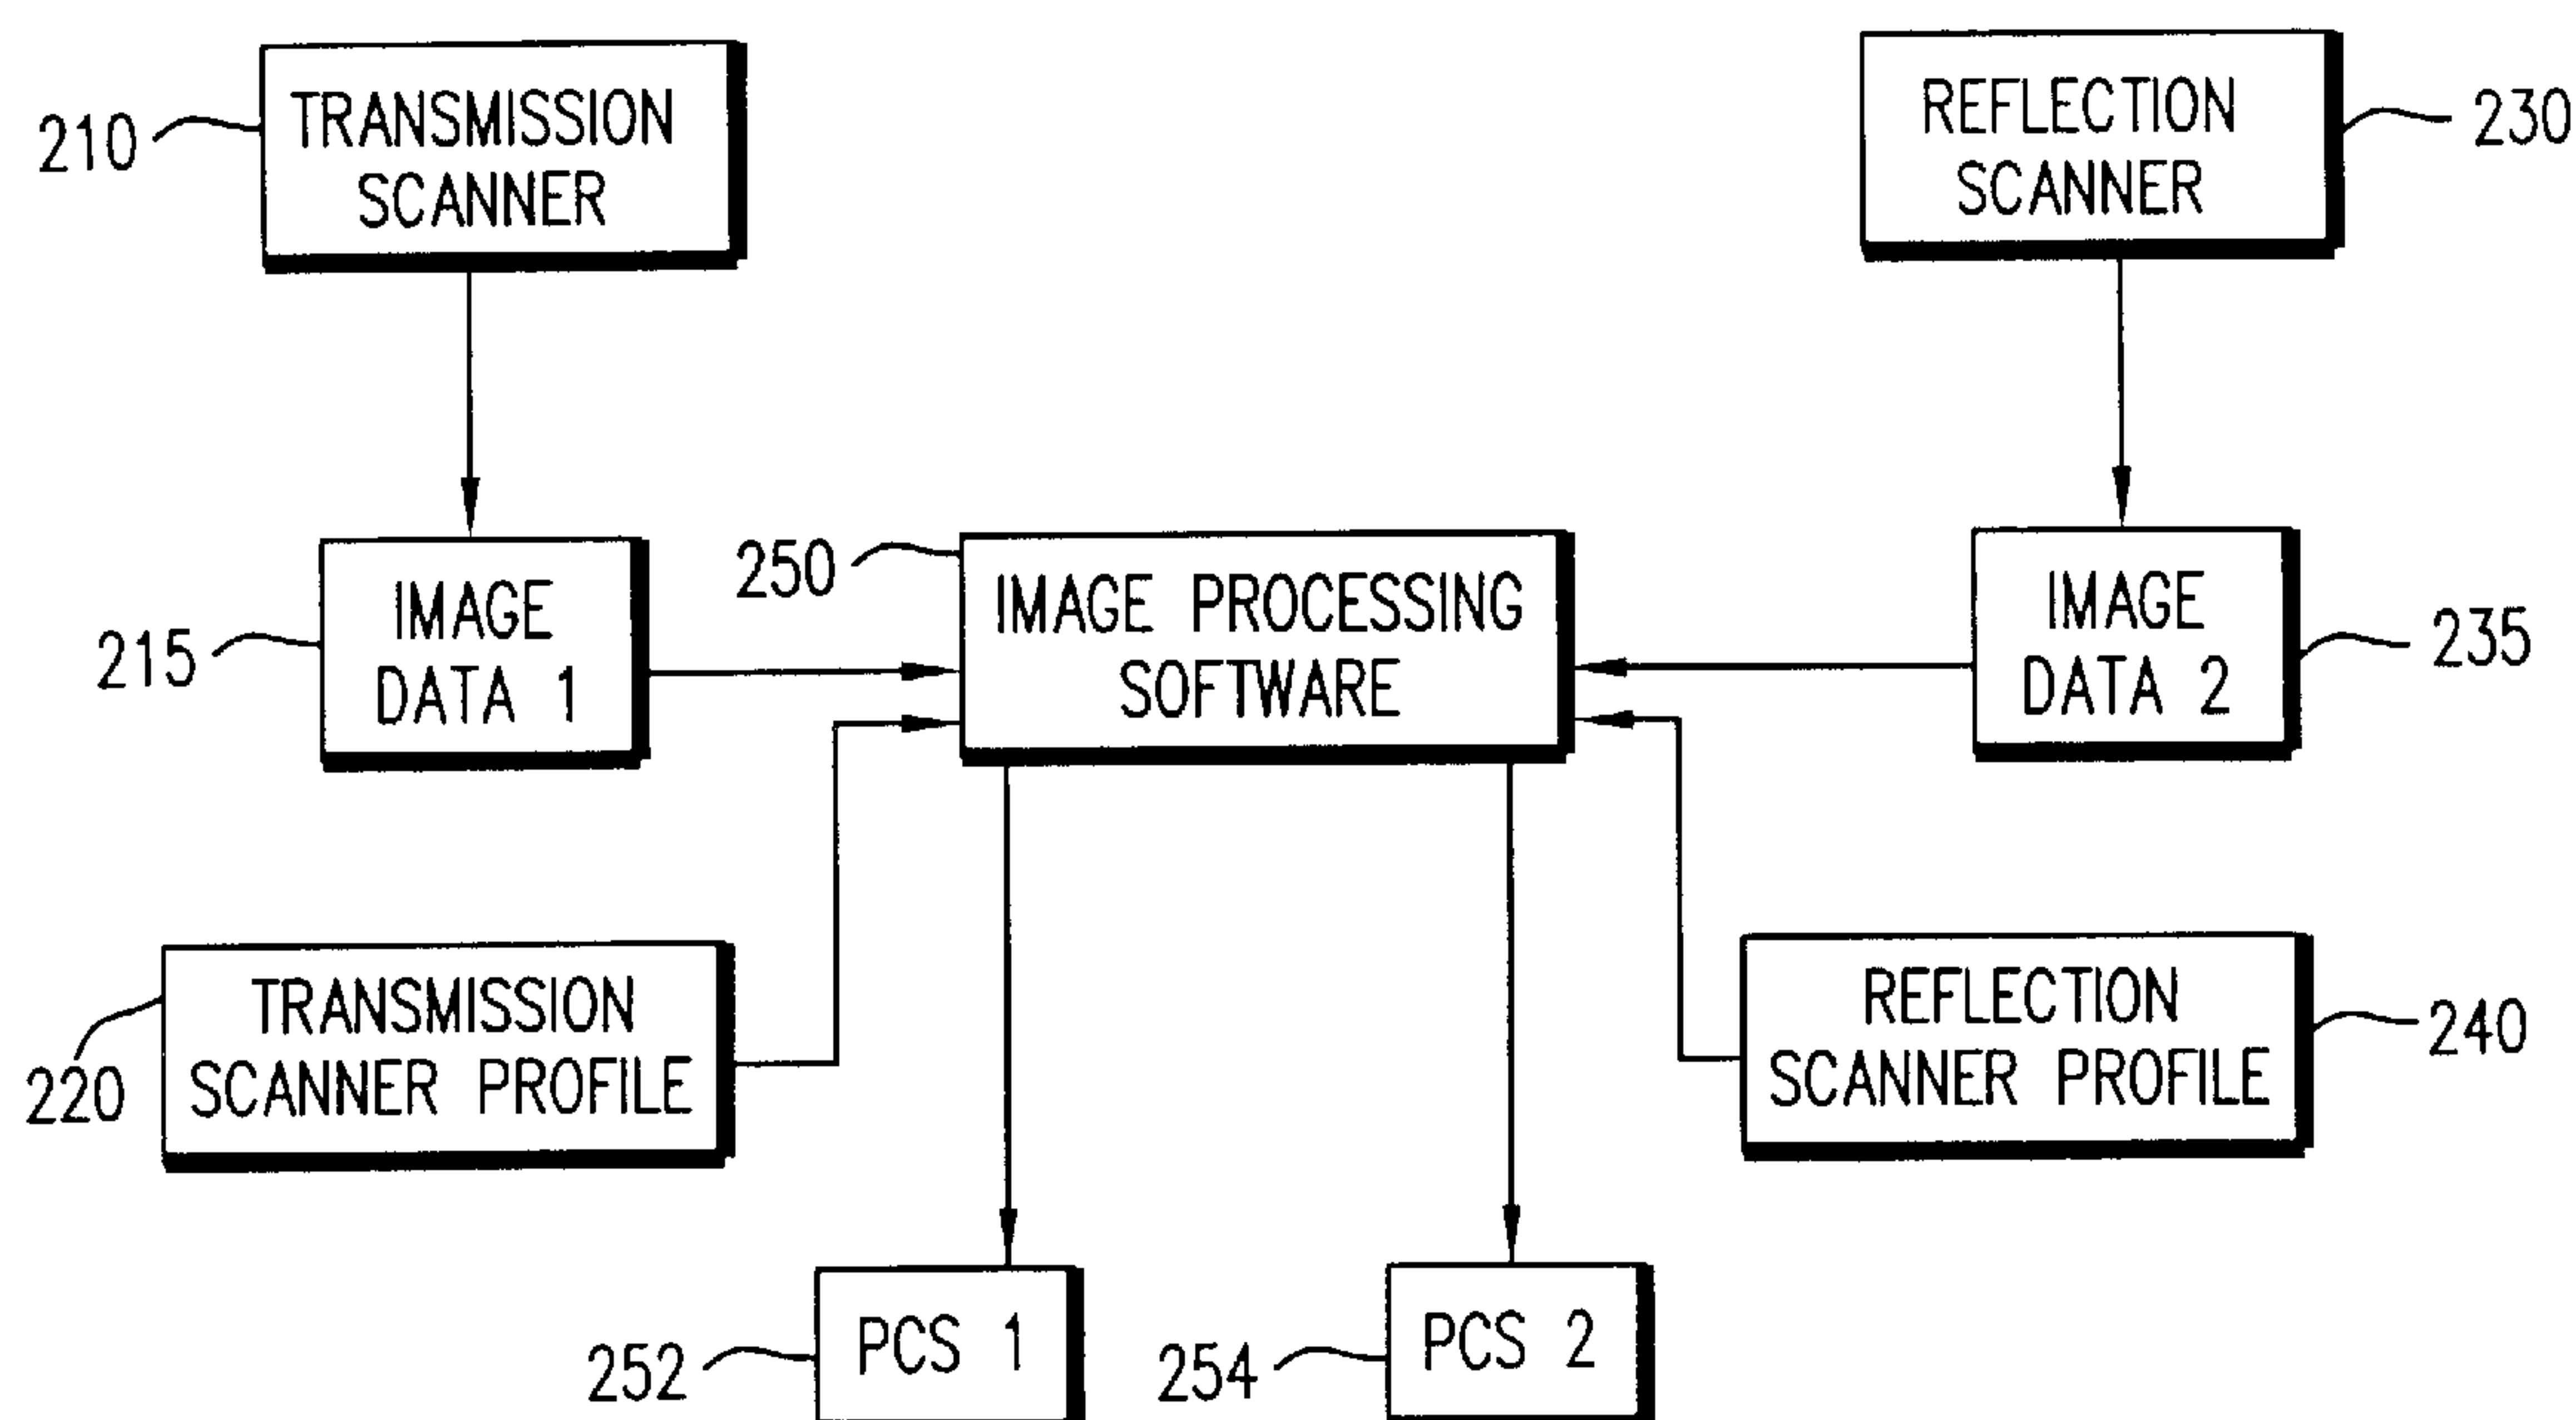 210
TRANSMISSION
SCANNER
REFLECTION
SCANNER
230
215
IMAGE
DATA 1
250
IMAGE PROCESSING
SOFTWARE
IMAGE
DATA 2
235
220
TRANSMISSION
SCANNER PROFILE
REFLECTION
SCANNER PROFILE
240
252
PCS 1
254
PCS 2